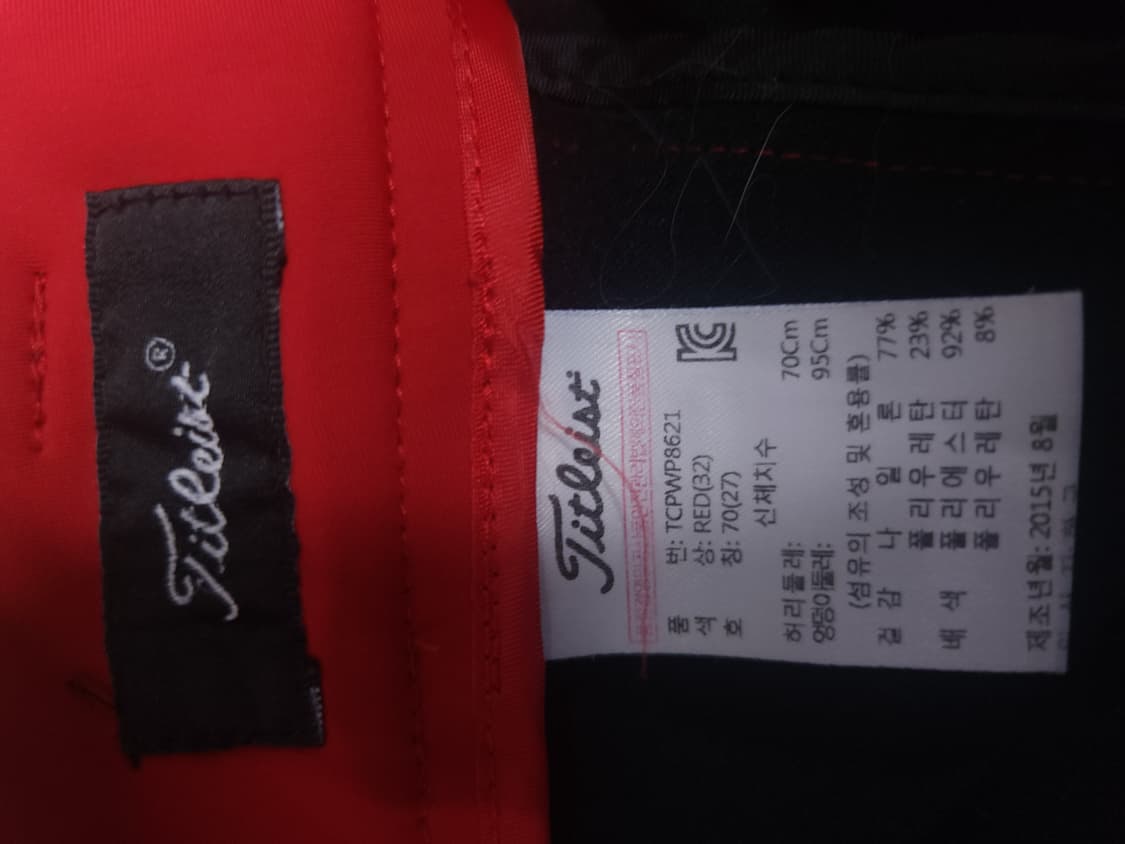 Titleist®
Titleist
품 번: TCPWP8621
색 상: RED(32)
호 칭: 70(27)
신체치수
허리둘레: 70Cm
엉덩이둘레: 95Cm
(섬유의 조성 및 혼용률)
겉 감 나 일 론 77%
폴 리 우 레 탄 23%
배 색 폴 리 에 스 터 92%
폴 리 우 레 탄 8%
제조년월: 2015년 8월